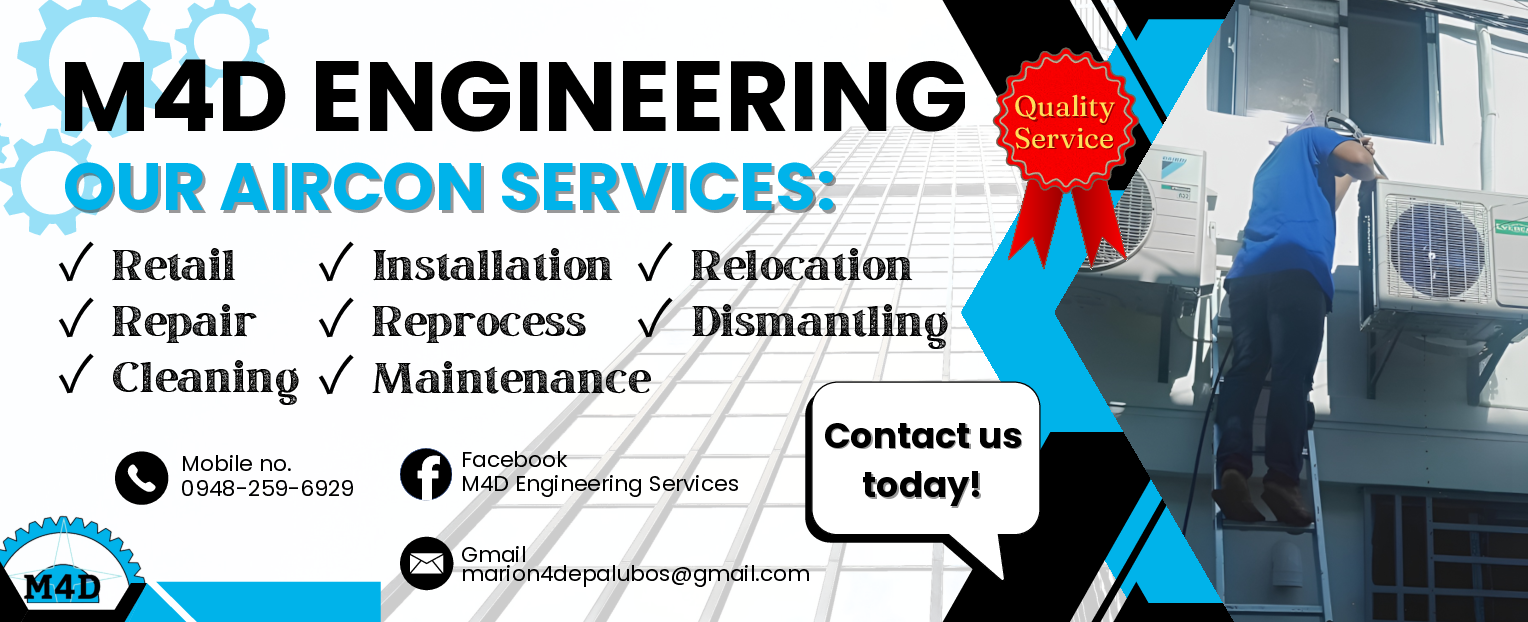 M4D ENGINEERING
Quality
Service
OUR AIRCON SERVICES:
✓ Retail ✓ Installation ✓ Relocation
✓ Repair ✓ Reprocess ✓ Dismantling
✓ Cleaning ✓ Maintenance
Contact us
today!
Mobile no.
0948-259-6929
Facebook
M4D Engineering Services
Gmail
marion4depalubos@gmail.com
M4D
DAIKIN